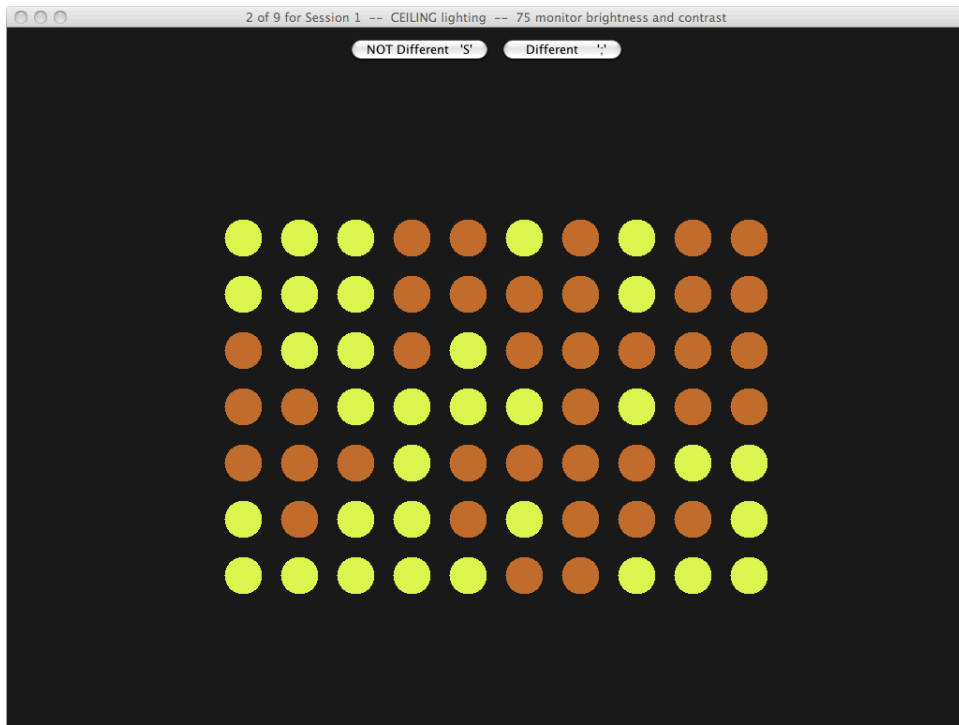 2 of 9 for Session 1 -- CEILING lighting -- 75 monitor brightness and contrast
NOT Different 'S' Different ';'